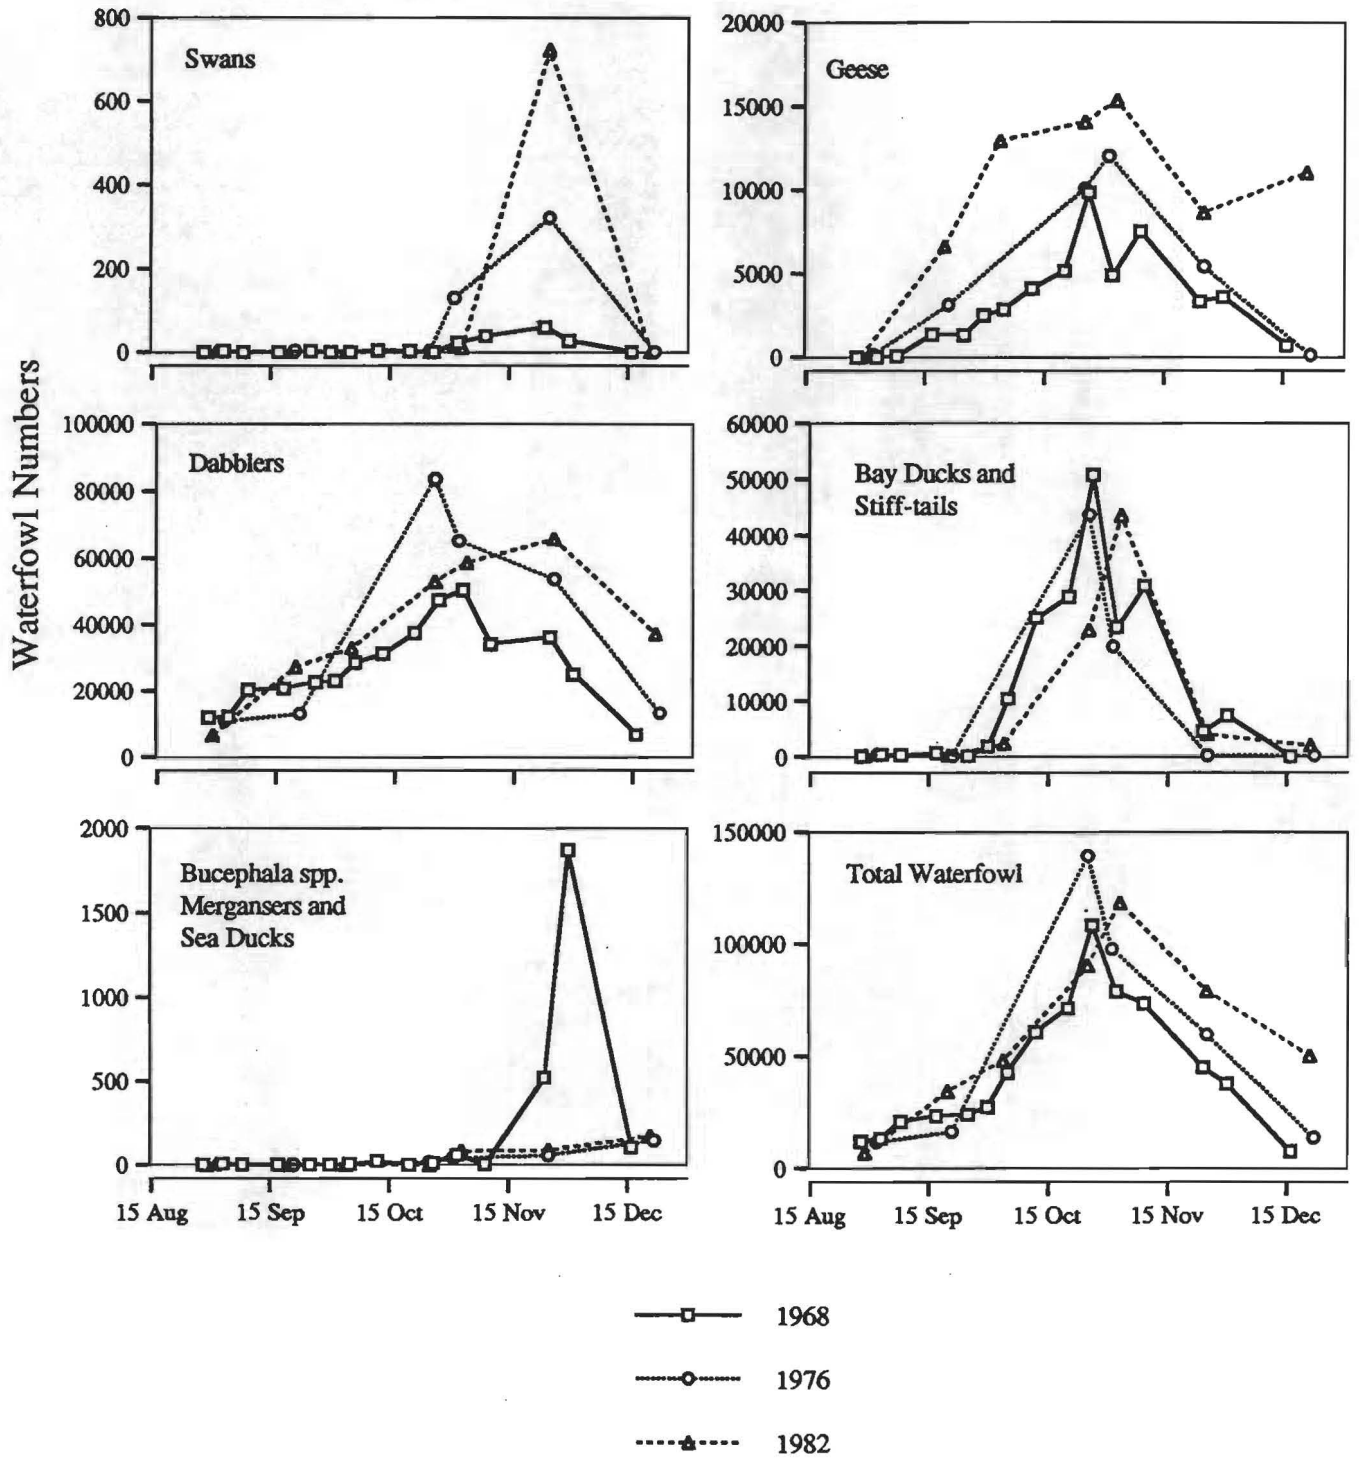 Waterfowl Numbers
800
600
400
200
0
Swans
20000
15000
10000
5000
0
Geese
100000
80000
60000
40000
20000
0
Dabblers
60000
50000
40000
30000
20000
10000
0
Bay Ducks and
Stiff-tails
2000
1500
1000
500
0
Bucephala spp.
Mergansers and
Sea Ducks
15 Aug 15 Sep 15 Oct 15 Nov 15 Dec
150000
100000
50000
0
Total Waterfowl
15 Aug 15 Sep 15 Oct 15 Nov 15 Dec
1968
1976
1982